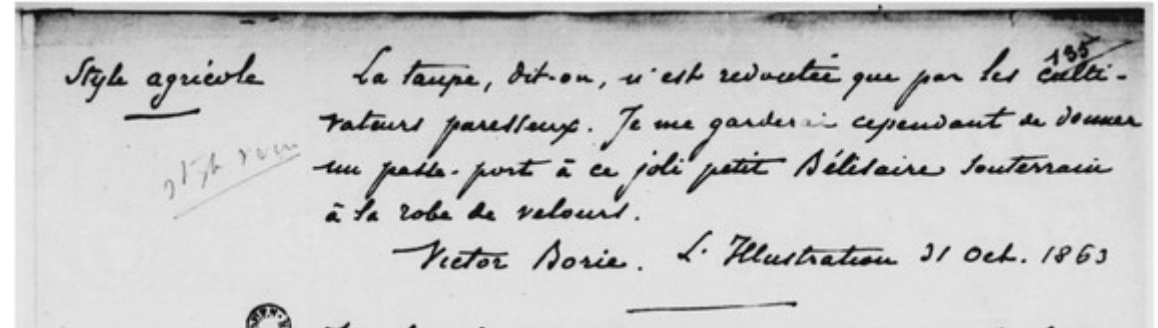 135
Style agricole
La taupe, dit-on, n'est redoutée que par les culti-
vateurs paresseux. Je me garderai cependant de donner
un passe-port à ce joli petit Bélisaire souterrain
à la robe de velours.
Victor Borie. L'Illustration 31 Oct. 1863